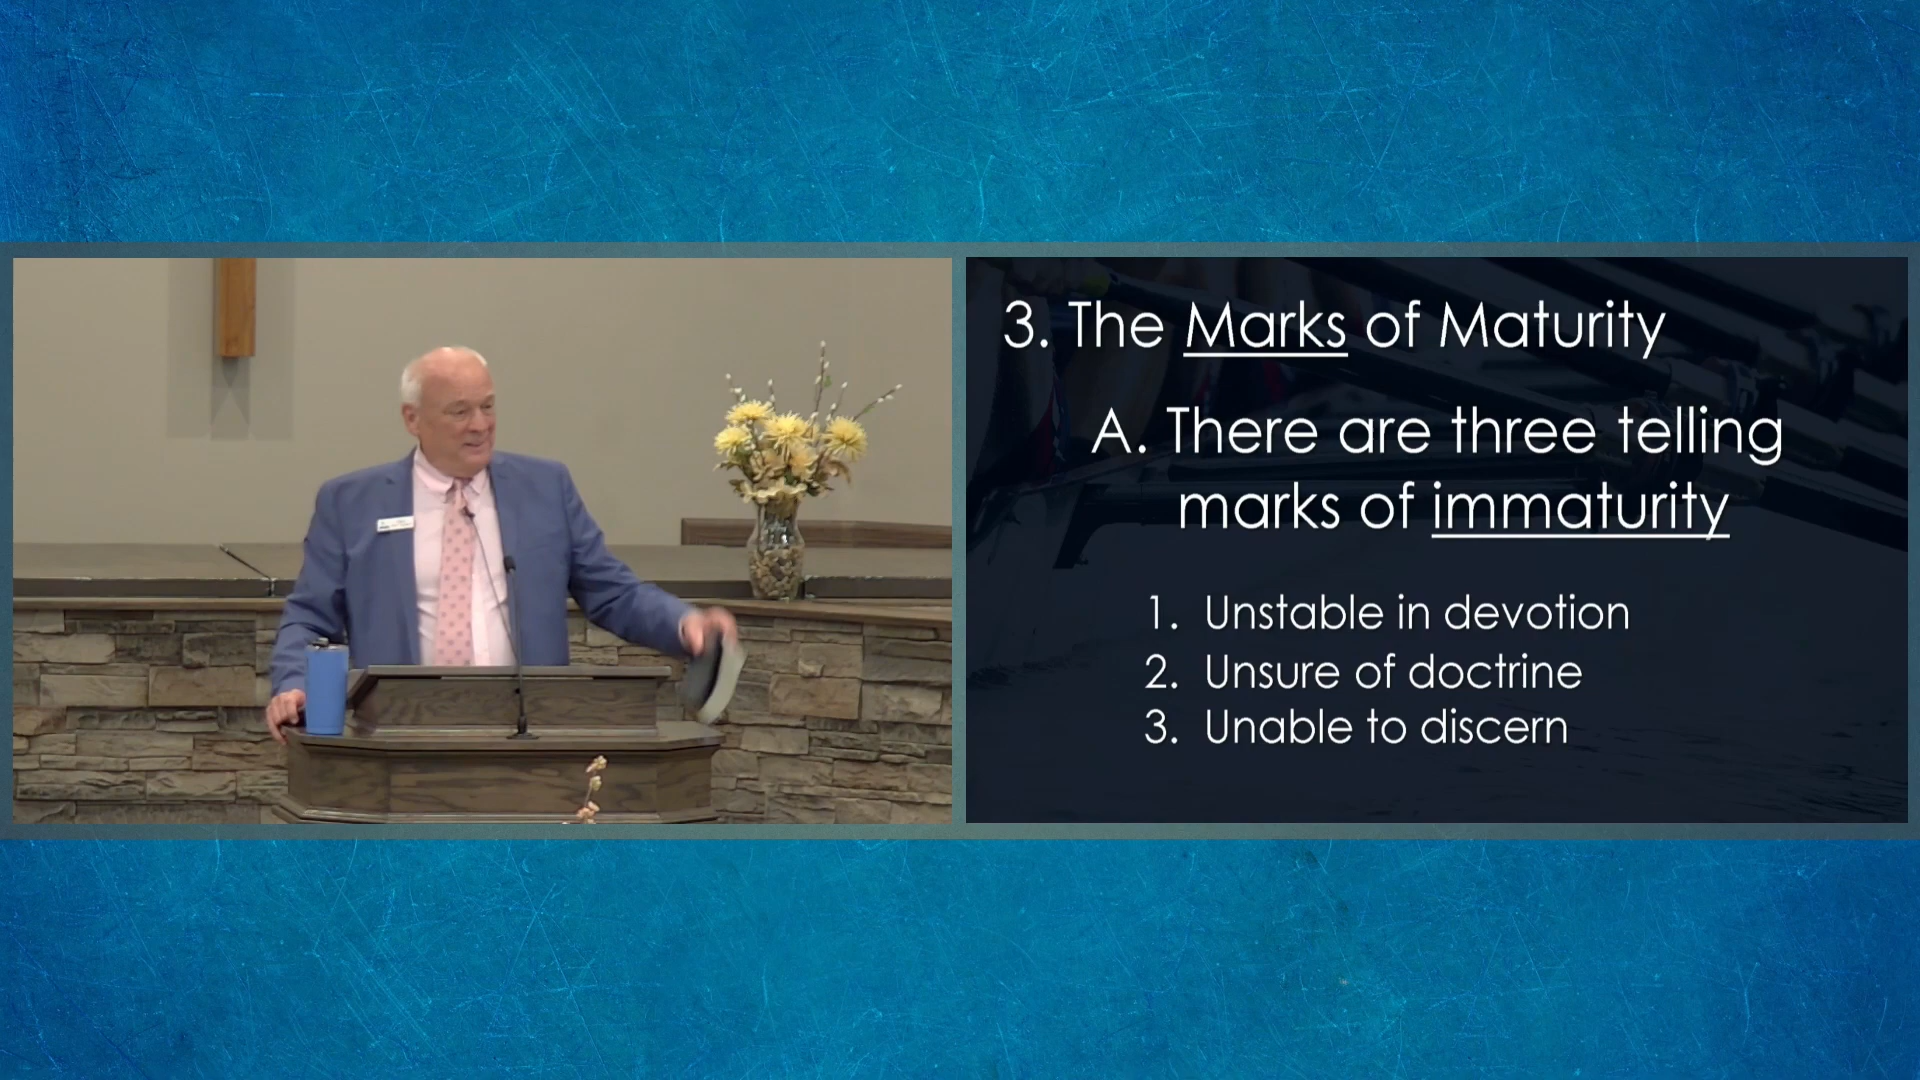 3. The Marks of Maturity
A. There are three telling
marks of immaturity
1. Unstable in devotion
2. Unsure of doctrine
3. Unable to discern